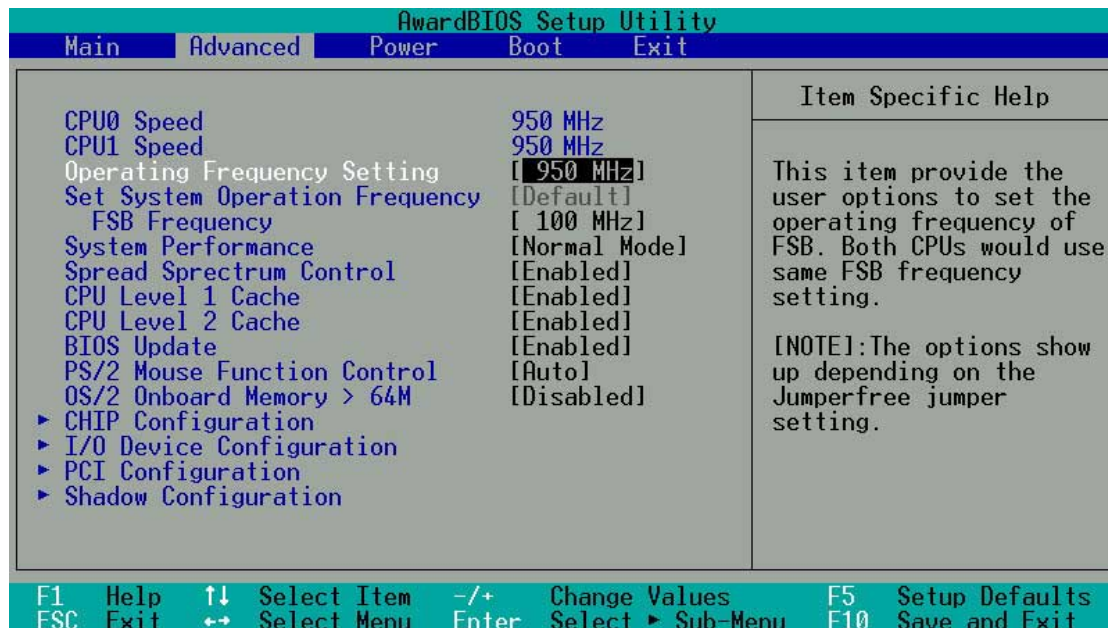 AwardBIOS Setup Utility
Main Advanced Power Boot Exit
Item Specific Help
CPU0 Speed 950 MHz
CPU1 Speed 950 MHz
Operating Frequency Setting [ 950 MHz]
Set System Operation Frequency [Default]
FSB Frequency [ 100 MHz]
System Performance [Normal Mode]
Spread Sprectrum Control [Enabled]
CPU Level 1 Cache [Enabled]
CPU Level 2 Cache [Enabled]
BIOS Update [Enabled]
PS/2 Mouse Function Control [Auto]
OS/2 Onboard Memory > 64M [Disabled]
► CHIP Configuration
► I/O Device Configuration
► PCI Configuration
► Shadow Configuration
This item provide the
user options to set the
operating frequency of
FSB. Both CPUs would use
same FSB frequency
setting.
[NOTE]:The options show
up depending on the
Jumperfree jumper
setting.
F1 Help ↑↓ Select Item -/+ Change Values F5 Setup Defaults
ESC Exit ←→ Select Menu Enter Select ► Sub-Menu F10 Save and Exit